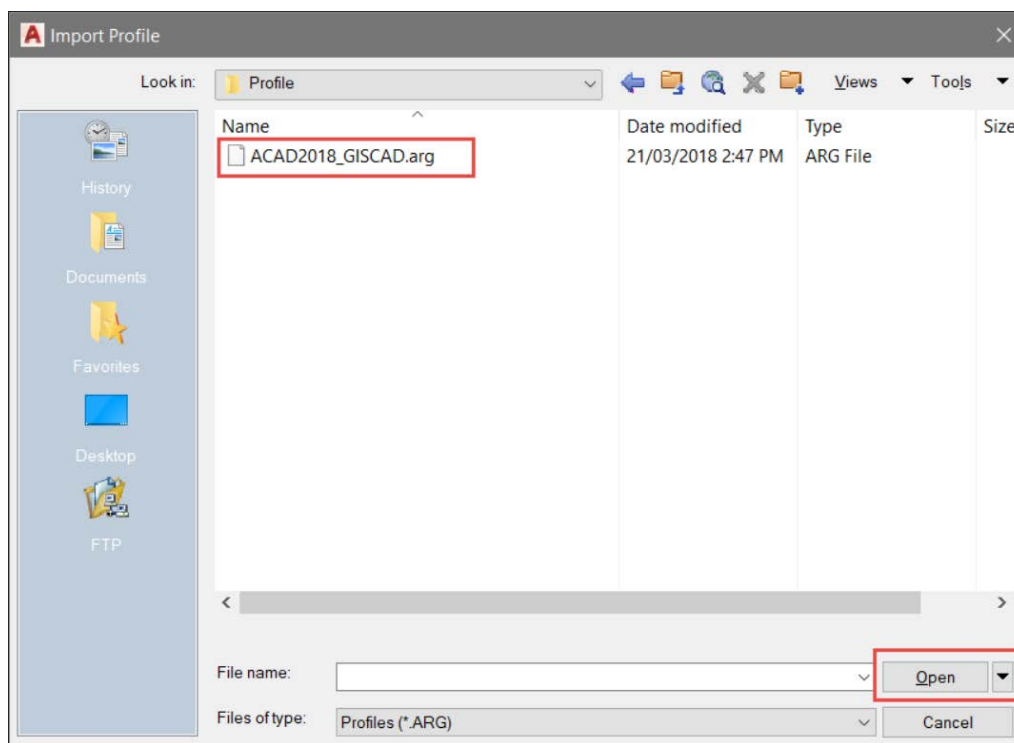 Import Profile
Look in: Profile Views Tools
Name Date modified Type Size
ACAD2018_GISCAD.arg 21/03/2018 2:47 PM ARG File
History
Documents
Favorites
Desktop
FTP
File name: Open
Files of type: Profiles (*.ARG) Cancel